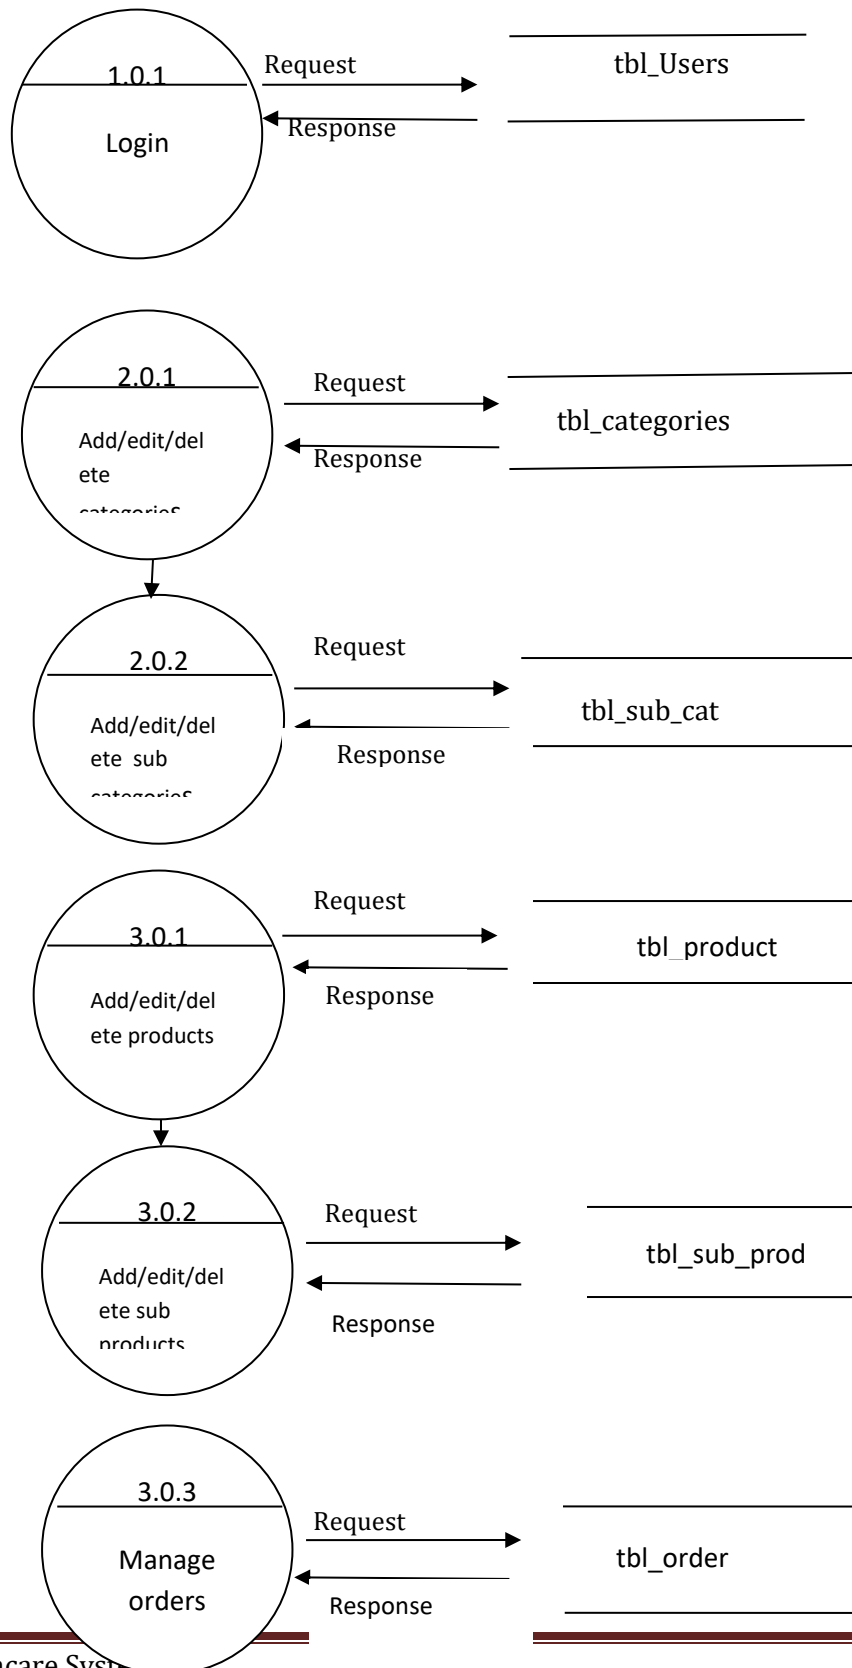 1.0.1
Request
tbl_Users
Response
Login
2.0.1
Request
tbl_categories
Add/edit/del
ete
categories
Response
2.0.2
Request
tbl_sub_cat
Add/edit/del
ete sub
categories
Response
3.0.1
Request
tbl_product
Add/edit/del
ete products
Response
3.0.2
Request
tbl_sub_prod
Add/edit/del
ete sub
products
Response
3.0.3
Request
tbl_order
Manage
orders
Response